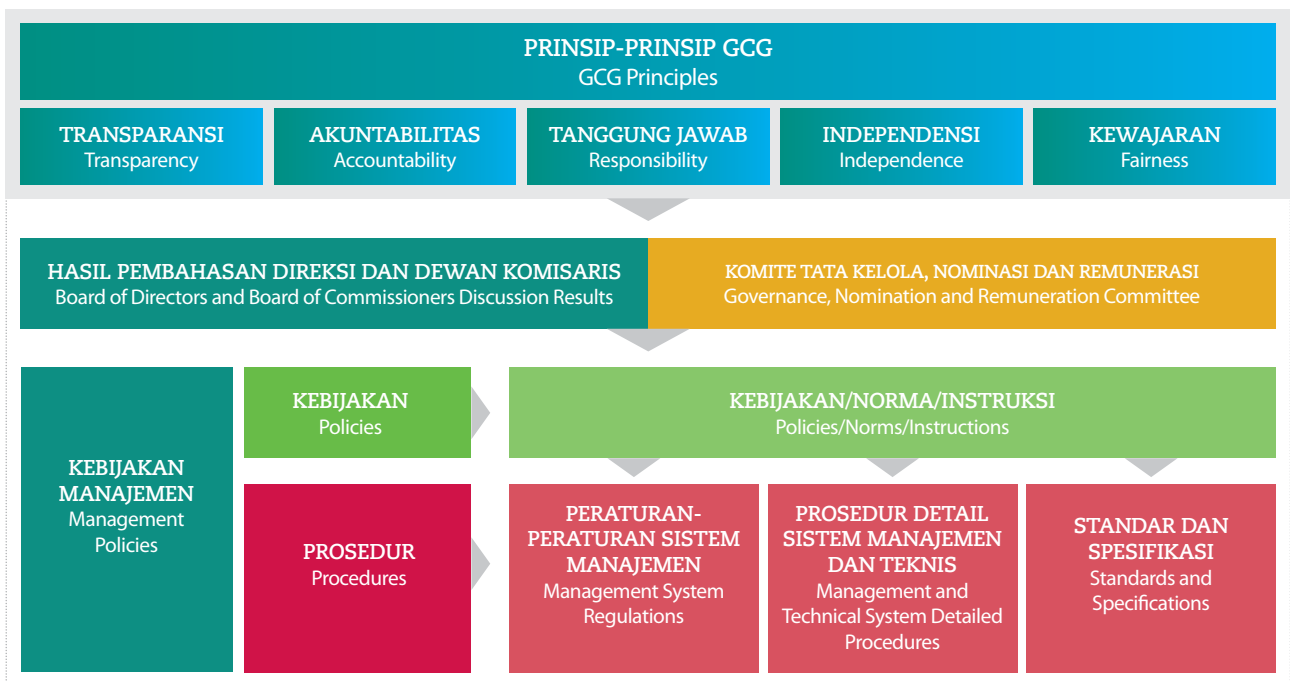 PRINSIP-PRINSIP GCG
GCG Principles
TRANSPARANSI
Transparency
AKUNTABILITAS
Accountability
TANGGUNG JAWAB
Responsibility
INDEPENDENSI
Independence
KEWAJARAN
Fairness
HASIL PEMBAHASAN DIREKSI DAN DEWAN KOMISARIS
Board of Directors and Board of Commissioners Discussion Results
KOMITE TATA KELOLA, NOMINASI DAN REMUNERASI
Governance, Nomination and Remuneration Committee
KEBIJAKAN
MANAJEMEN
Management
Policies
KEBIJAKAN
Policies
KEBIJAKAN/NORMA/INSTRUKSI
Policies/Norms/Instructions
PROSEDUR
Procedures
PERATURAN-
PERATURAN SISTEM
MANAJEMEN
Management System
Regulations
PROSEDUR DETAIL
SISTEM MANAJEMEN
DAN TEKNIS
Management and
Technical System Detailed
Procedures
STANDAR DAN
SPESIFIKASI
Standards and
Specifications